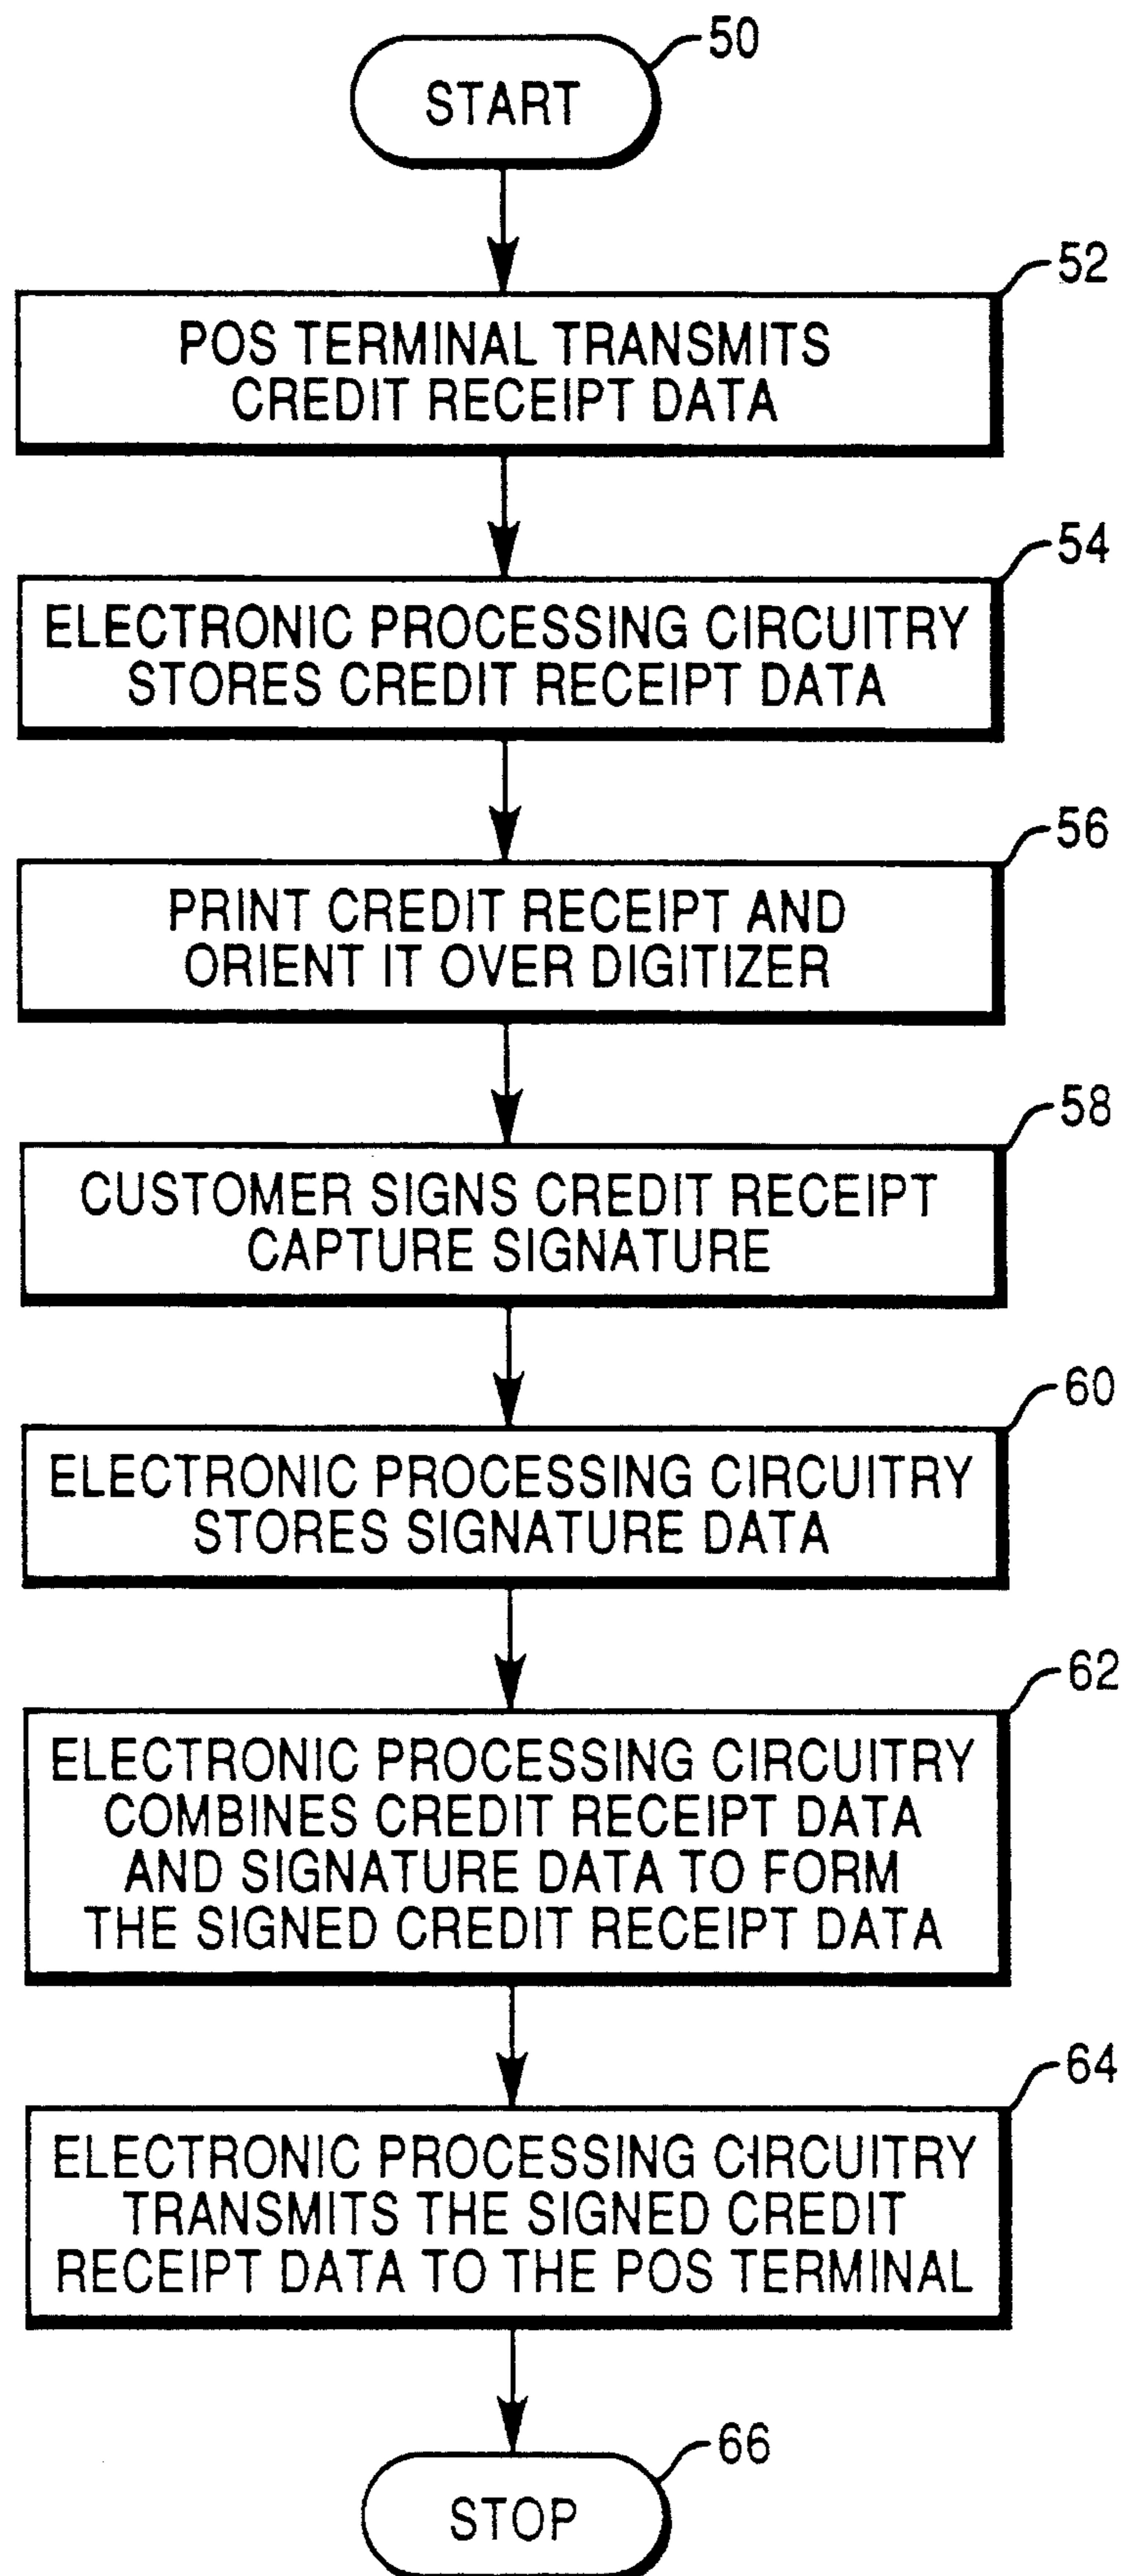 50
START
52
POS TERMINAL TRANSMITS
CREDIT RECEIPT DATA
54
ELECTRONIC PROCESSING CIRCUITRY
STORES CREDIT RECEIPT DATA
56
PRINT CREDIT RECEIPT AND
ORIENT IT OVER DIGITIZER
58
CUSTOMER SIGNS CREDIT RECEIPT
CAPTURE SIGNATURE
60
ELECTRONIC PROCESSING CIRCUITRY
STORES SIGNATURE DATA
62
ELECTRONIC PROCESSING CIRCUITRY
COMBINES CREDIT RECEIPT DATA
AND SIGNATURE DATA TO FORM
THE SIGNED CREDIT RECEIPT DATA
64
ELECTRONIC PROCESSING CIRCUITRY
TRANSMITS THE SIGNED CREDIT
RECEIPT DATA TO THE POS TERMINAL
66
STOP